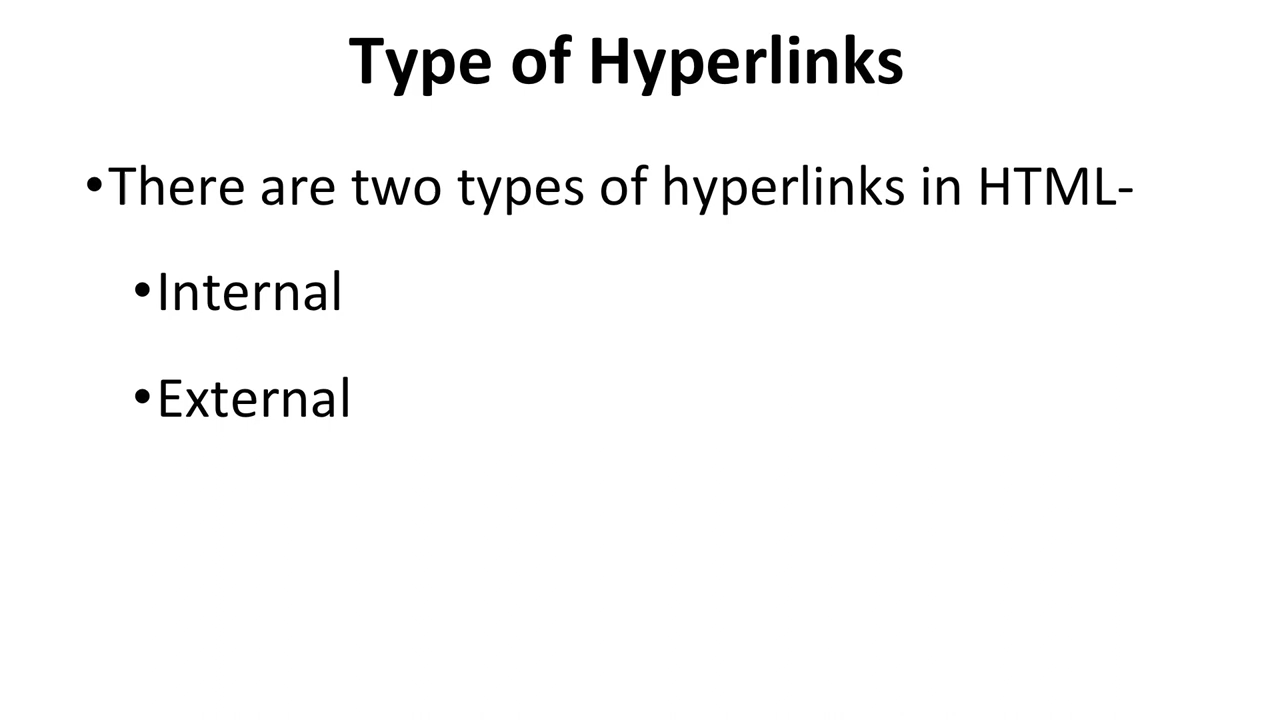 Type of Hyperlinks
•There are two types of hyperlinks in HTML-
•Internal
•External